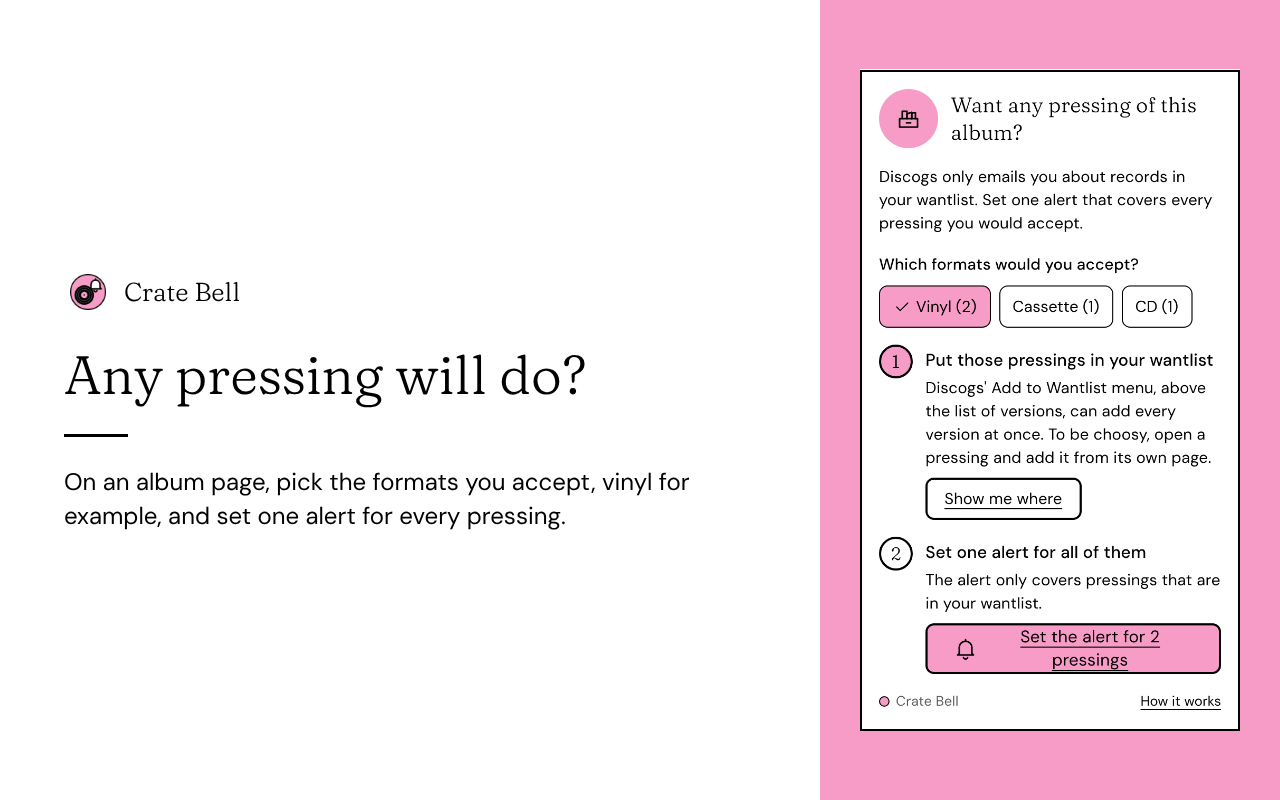 Crate Bell
Any pressing will do?
On an album page, pick the formats you accept, vinyl for
example, and set one alert for every pressing.
Want any pressing of this
album?
Discogs only emails you about records in
your wantlist. Set one alert that covers every
pressing you would accept.
Which formats would you accept?
Vinyl (2)
Cassette (1)
CD (1)
1
Put those pressings in your wantlist
Discogs' Add to Wantlist menu, above
the list of versions, can add every
version at once. To be choosy, open a
pressing and add it from its own page.
Show me where
2
Set one alert for all of them
The alert only covers pressings that are
in your wantlist.
Set the alert for 2
pressings
Crate Bell
How it works